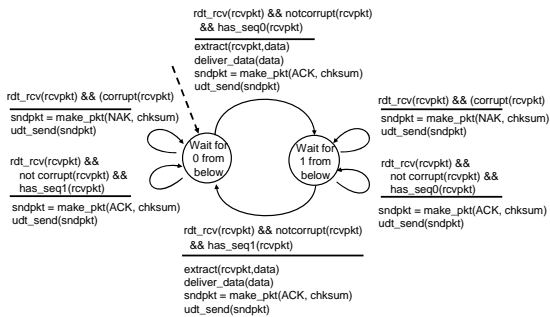 rdt_rcv(rcvpkt) && notcorrupt(rcvpkt)
&& has_seq0(rcvpkt)
extract(rcvpkt,data)
deliver_data(data)
sndpkt = make_pkt(ACK, chksum)
udt_send(sndpkt)
rdt_rcv(rcvpkt) && (corrupt(rcvpkt)
sndpkt = make_pkt(NAK, chksum)
udt_send(sndpkt)
rdt_rcv(rcvpkt) &&
not corrupt(rcvpkt) &&
has_seq1(rcvpkt)
sndpkt = make_pkt(ACK, chksum)
udt_send(sndpkt)
Wait for
0 from
below
Wait for
1 from
below
rdt_rcv(rcvpkt) && (corrupt(rcvpkt)
sndpkt = make_pkt(NAK, chksum)
udt_send(sndpkt)
rdt_rcv(rcvpkt) &&
not corrupt(rcvpkt) &&
has_seq0(rcvpkt)
sndpkt = make_pkt(ACK, chksum)
udt_send(sndpkt)
rdt_rcv(rcvpkt) && notcorrupt(rcvpkt)
&& has_seq1(rcvpkt)
extract(rcvpkt,data)
deliver_data(data)
sndpkt = make_pkt(ACK, chksum)
udt_send(sndpkt)